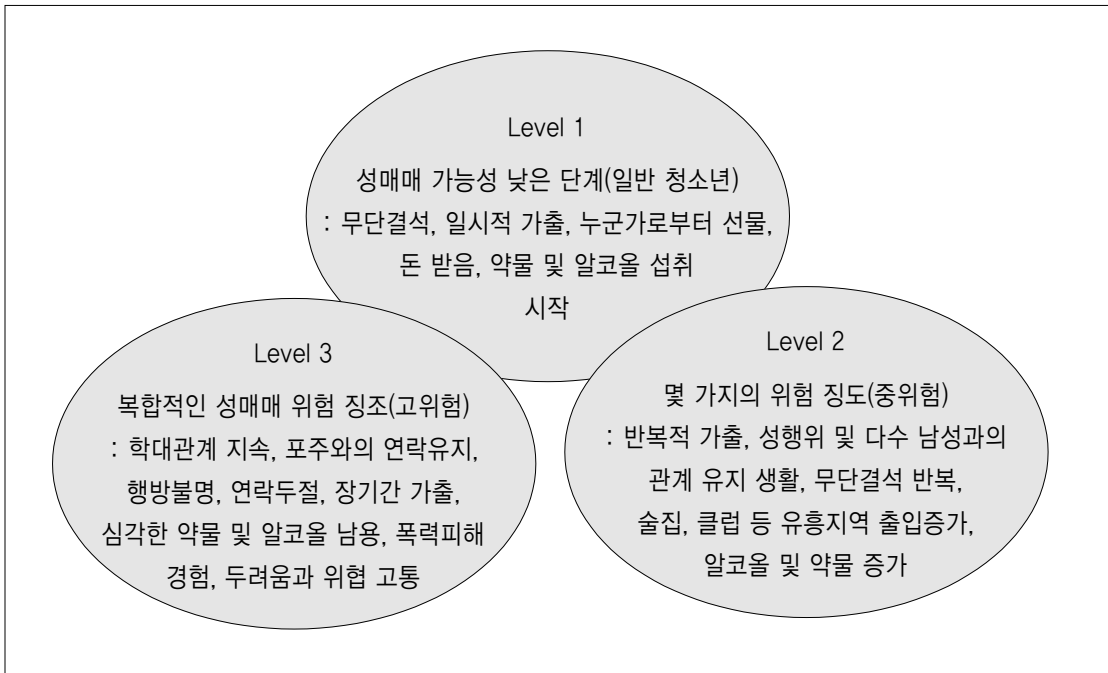 Level 1
성매매 가능성 낮은 단계(일반 청소년)
: 무단결석, 일시적 가출, 누군가로부터 선물,
돈 받음, 약물 및 알코올 섭취
시작
Level 3
복합적인 성매매 위험 징조(고위험)
: 학대관계 지속, 포주와의 연락유지,
행방불명, 연락두절, 장기간 가출,
심각한 약물 및 알코올 남용, 폭력피해
경험, 두려움과 위협 고통
Level 2
몇 가지의 위험 징도(중위험)
: 반복적 가출, 성행위 및 다수 남성과의
관계 유지 생활, 무단결석 반복,
술집, 클럽 등 유흥지역 출입증가,
알코올 및 약물 증가